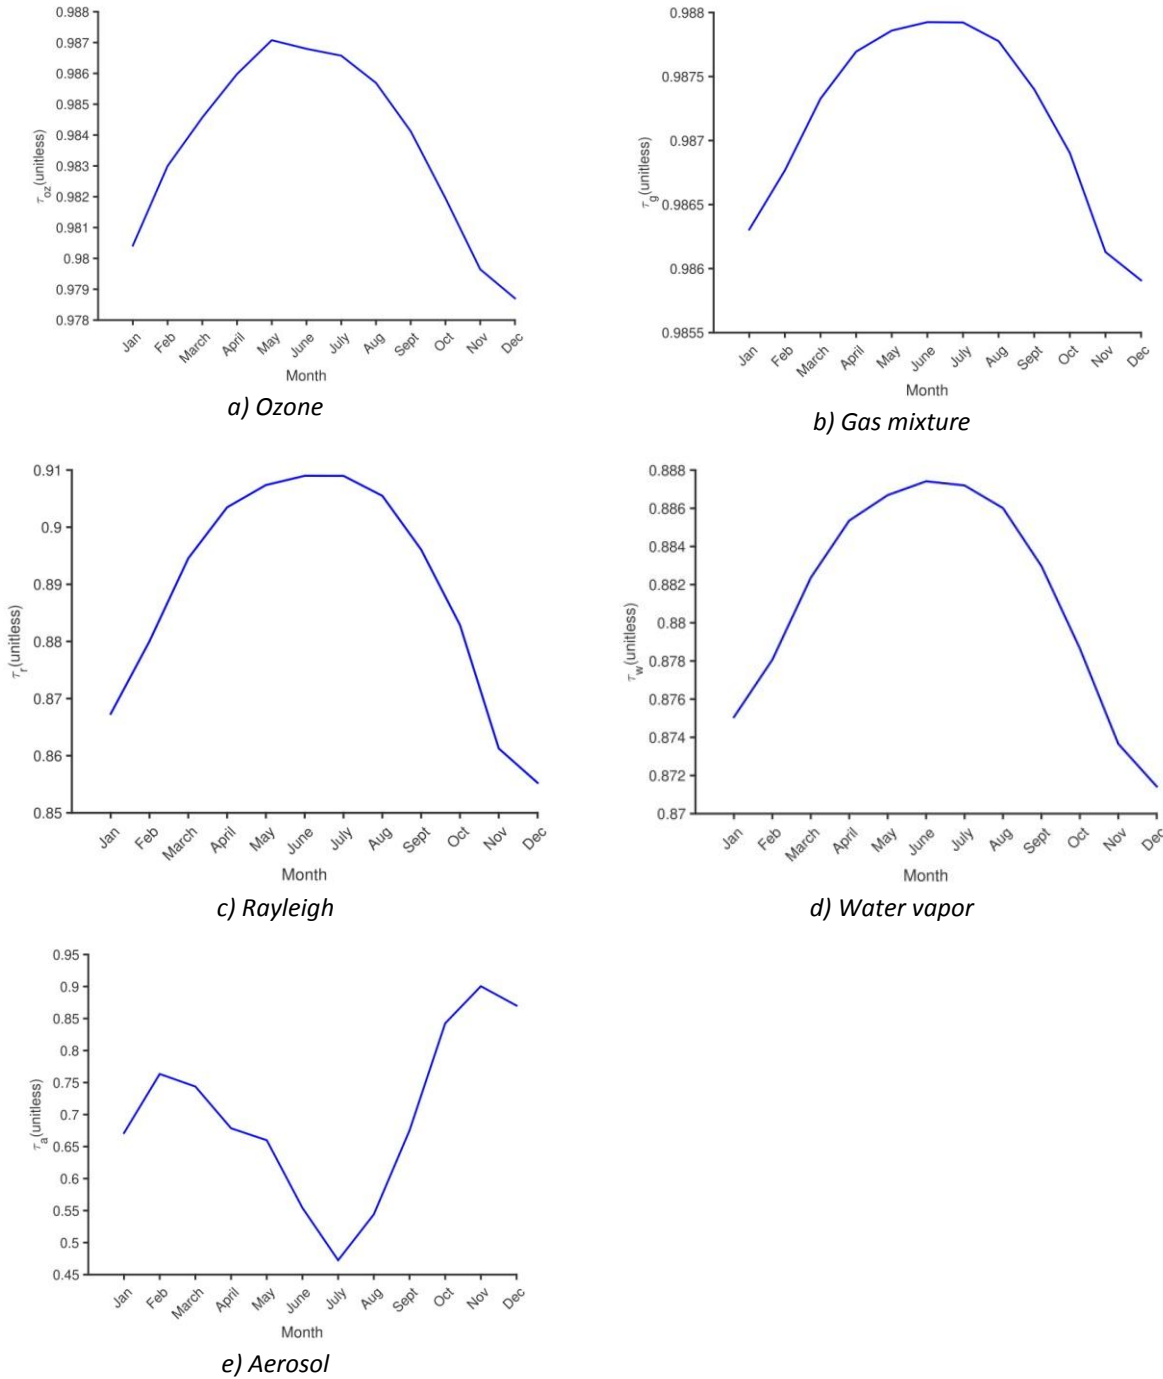 0.988
0.987
0.986
0.985
0.984
0.983
0.982
0.981
0.98
0.979
0.978
τoz(unitless)
Jan Feb March April May June July Aug Sept Oct Nov Dec
Month
a) Ozone
0.988
0.9875
0.987
0.9865
0.986
0.9855
τg(unitless)
Jan Feb March April May June July Aug Sept Oct Nov Dec
Month
b) Gas mixture
0.91
0.9
0.89
0.88
0.87
0.86
0.85
τr(unitless)
Jan Feb March April May June July Aug Sept Oct Nov Dec
Month
c) Rayleigh
0.888
0.886
0.884
0.882
0.88
0.878
0.876
0.874
0.872
0.87
τw(unitless)
Jan Feb March April May June July Aug Sept Oct Nov Dec
Month
d) Water vapor
0.95
0.9
0.85
0.8
0.75
0.7
0.65
0.6
0.55
0.5
0.45
τa(unitless)
Jan Feb March April May June July Aug Sept Oct Nov Dec
Month
e) Aerosol